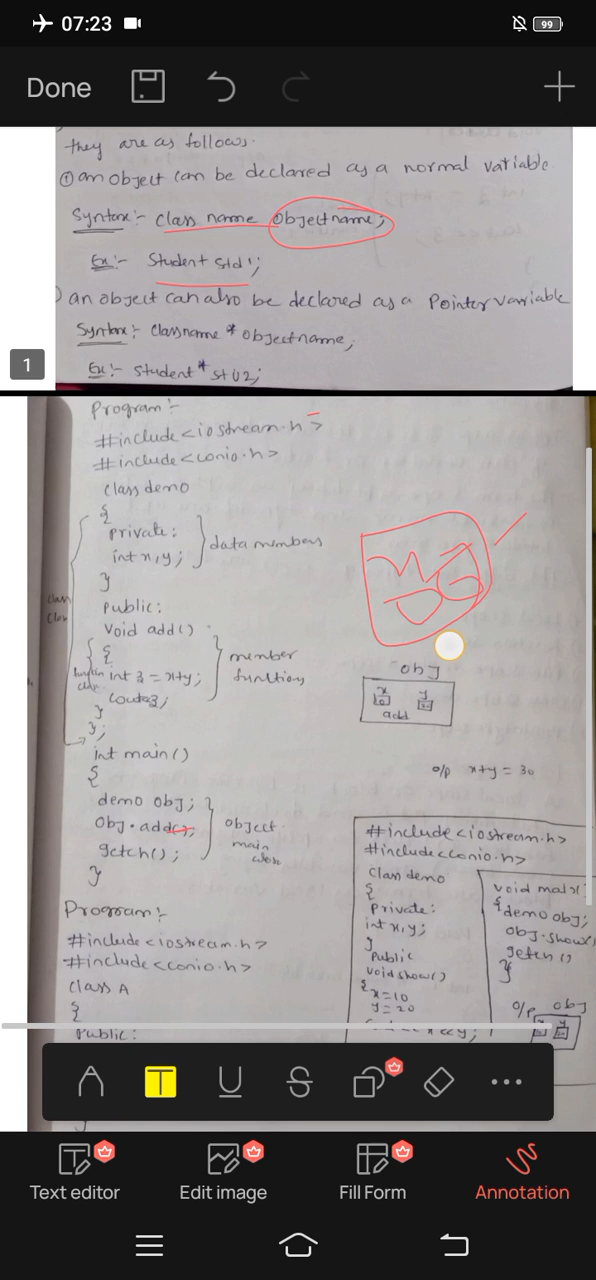 07:23
99
Done
they are as follows.
① an object can be declared as a normal variable
Syntax:- class name objectname;
Ex:- Student std1;
) an object can also be declared as a Pointer variable
Syntax:- classname * objectname;
1
Ex:- Student * stu2;
Program:-
#include<iostream.h>
#include<conio.h>
class demo
{
private:
int x,y;
data members
}
public:
void add()
{
int z = x+y;
cout<<z;
member
functions
}
};
int main()
{
demo obj;
obj.add();
getch();
object
main
}
obj
x
y
add
o/p x+y = 30
Program:-
#include<iostream.h>
#include<conio.h>
class A
{
Public:
#include<iostream.h>
#include<conio.h>
class demo
{
Private:
int x,y;
}
Public
void show()
{
x=10
y=20
{
demo obj;
obj.show
getch()
}
o/p obj
T
U
S
Text editor
Edit image
Fill Form
Annotation